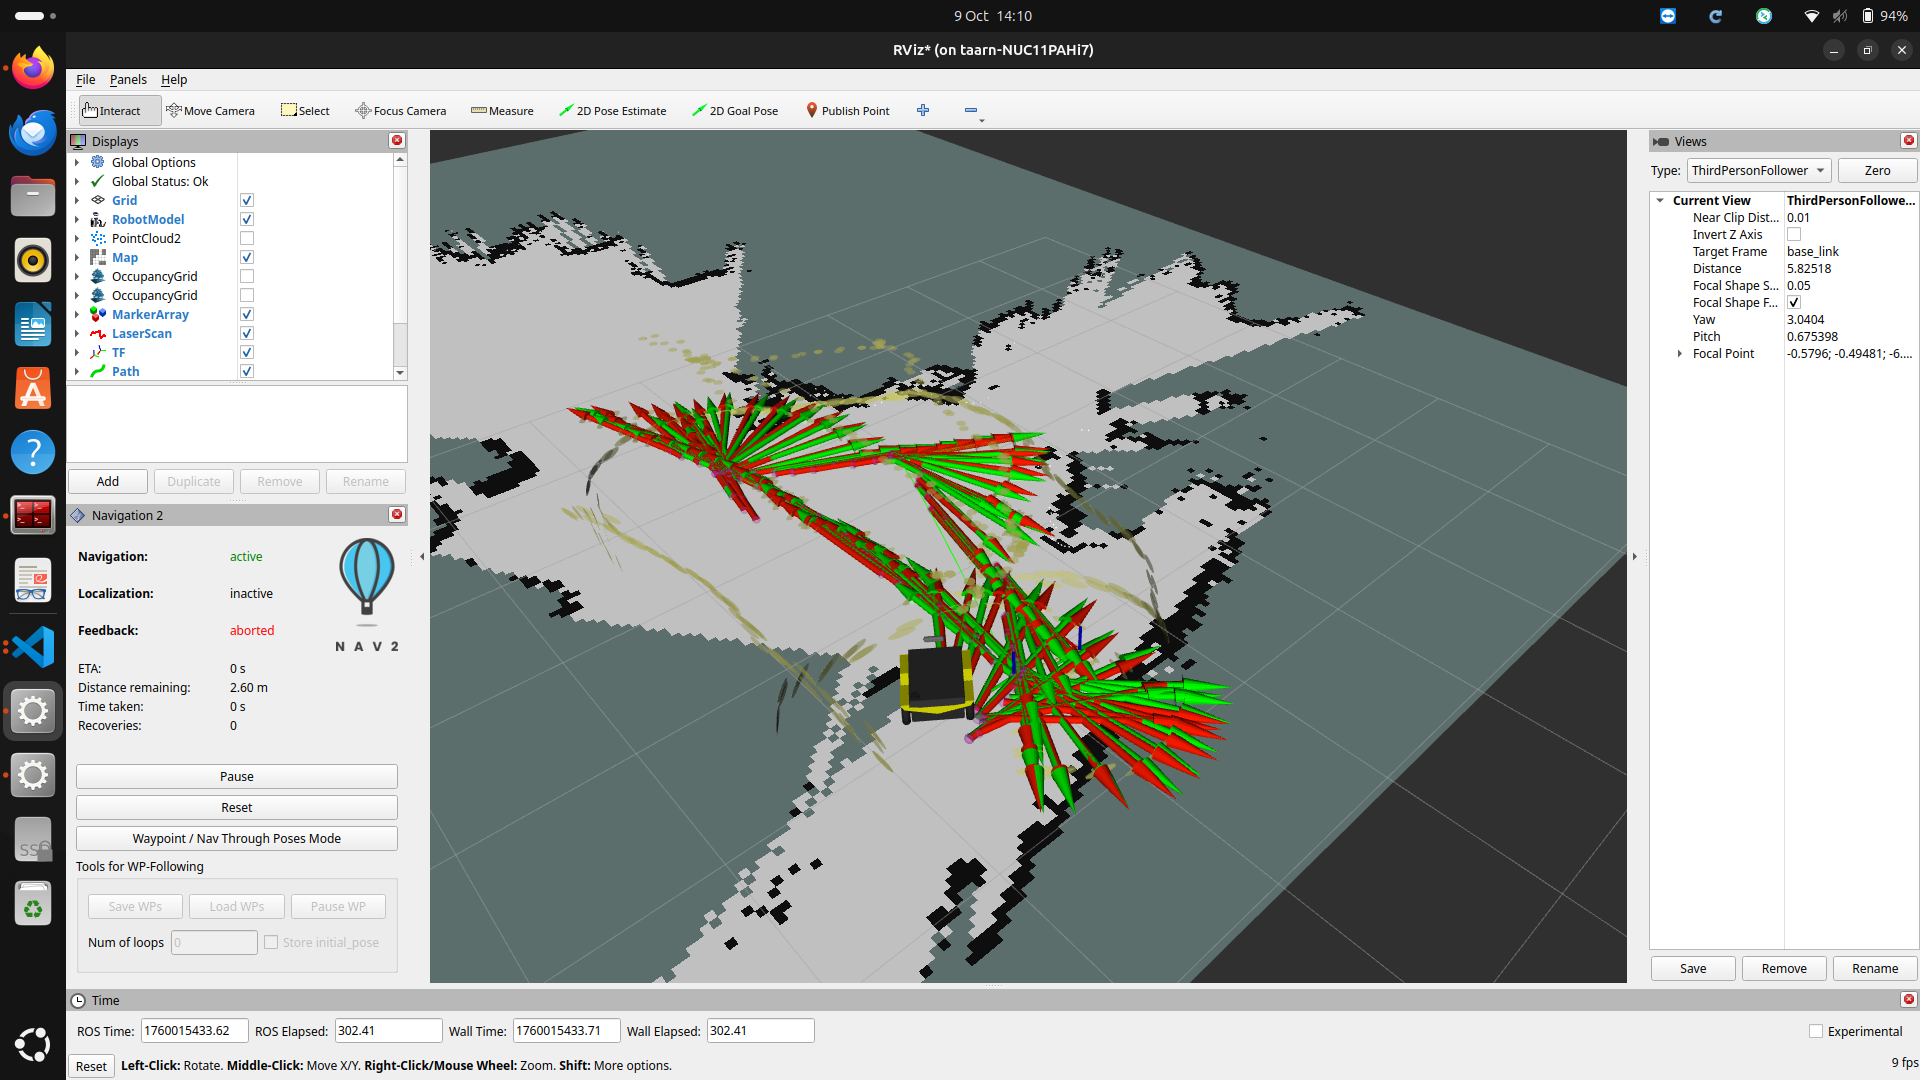 9 Oct 14:10
94%
RViz* (on taarn-NUC11PAHi7)
File Panels Help
Interact Move Camera Select Focus Camera Measure 2D Pose Estimate 2D Goal Pose Publish Point
Displays
Global Options
Global Status: Ok
Grid
RobotModel
PointCloud2
Map
OccupancyGrid
OccupancyGrid
MarkerArray
LaserScan
TF
Path
Add Duplicate Remove Rename
Navigation 2
Navigation: active
Localization: inactive
Feedback: aborted
NAV2
ETA: 0 s
Distance remaining: 2.60 m
Time taken: 0 s
Recoveries: 0
Pause
Reset
Waypoint / Nav Through Poses Mode
Tools for WP-Following
Save WPs Load WPs Pause WP
Num of loops 0 Store initial_pose
Views
Type: ThirdPersonFollower Zero
Current View ThirdPersonFollowe...
Near Clip Dist... 0.01
Invert Z Axis
Target Frame base_link
Distance 5.82518
Focal Shape S... 0.05
Focal Shape F...
Yaw 3.0404
Pitch 0.675398
Focal Point -0.5796; -0.49481; -6....
Save Remove Rename
Time
ROS Time: 1760015433.62 ROS Elapsed: 302.41 Wall Time: 1760015433.71 Wall Elapsed: 302.41
Experimental
Reset Left-Click: Rotate. Middle-Click: Move X/Y. Right-Click/Mouse Wheel: Zoom. Shift: More options.
9 fps